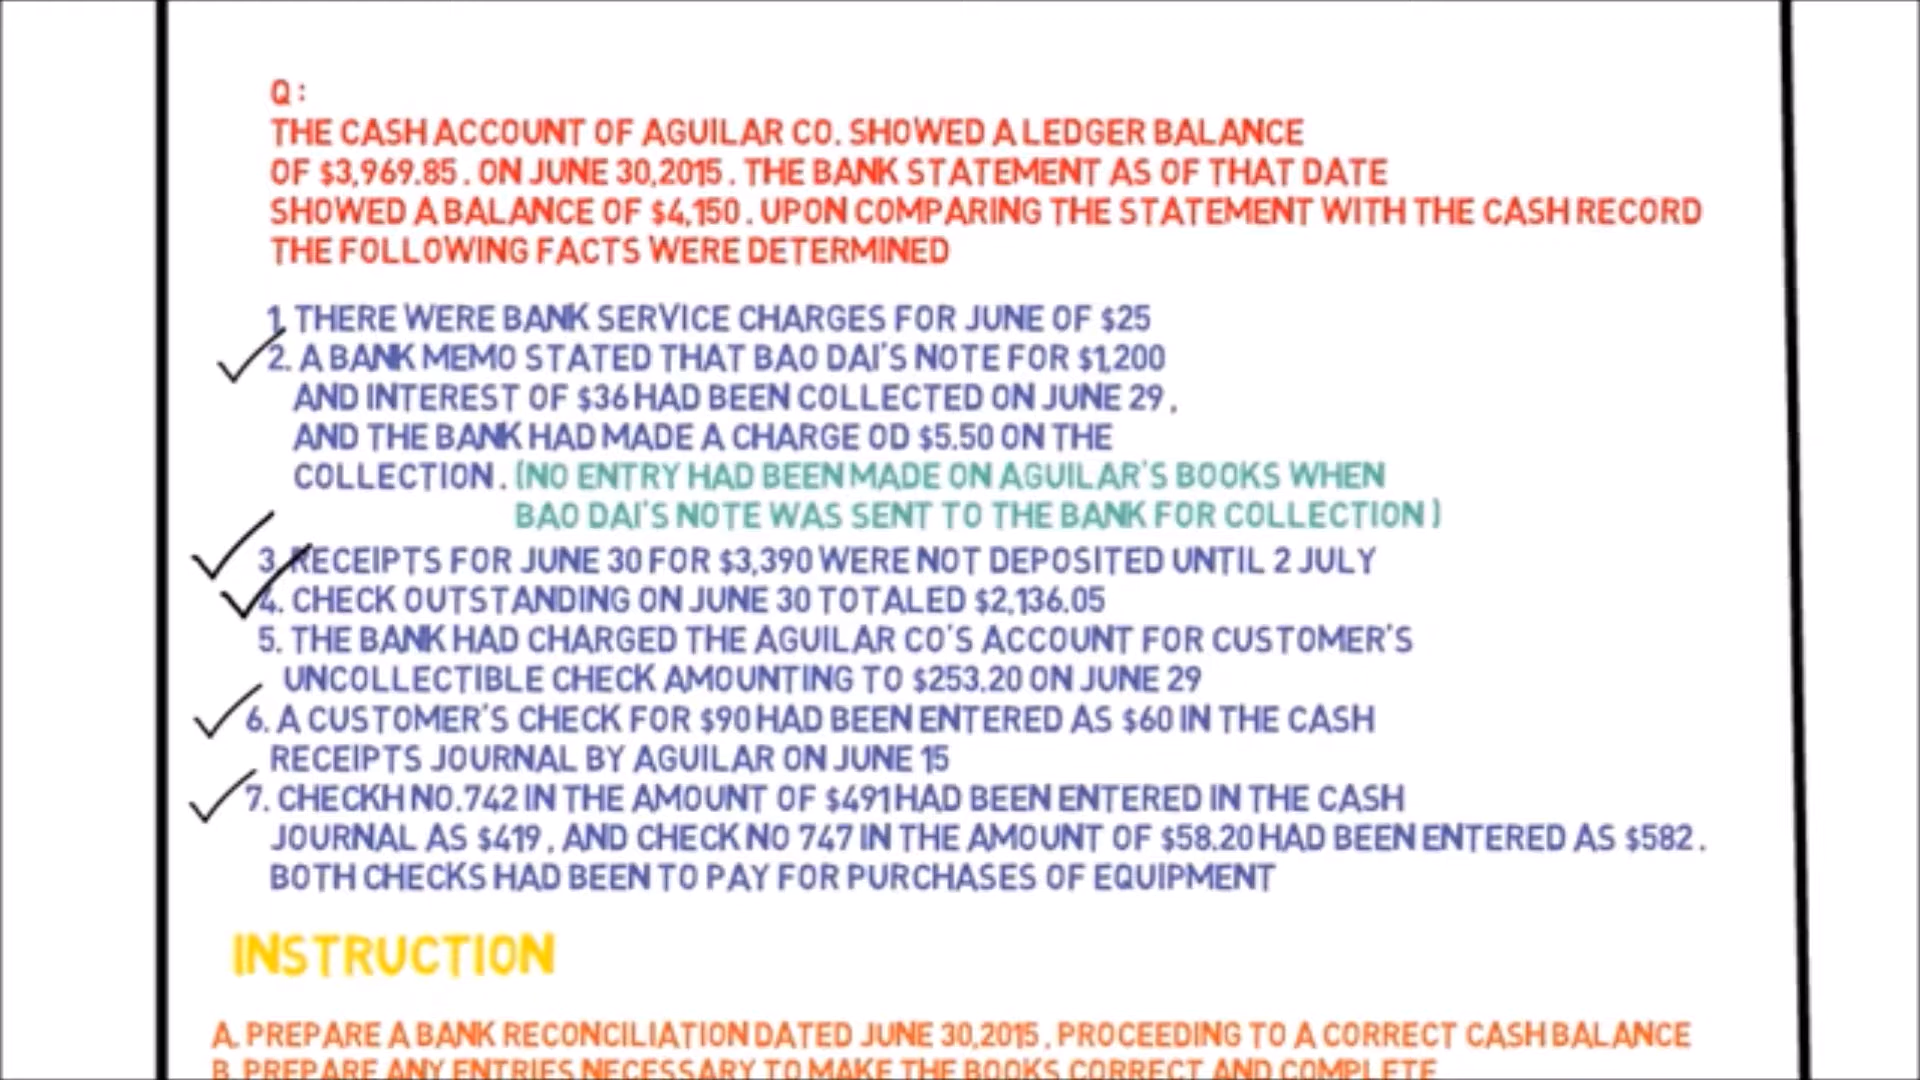 Q:
THE CASH ACCOUNT OF AGUILAR CO. SHOWED A LEDGER BALANCE
OF $3,969.85. ON JUNE 30,2015. THE BANK STATEMENT AS OF THAT DATE
SHOWED A BALANCE OF $4,150. UPON COMPARING THE STATEMENT WITH THE CASH RECORD
THE FOLLOWING FACTS WERE DETERMINED
1. THERE WERE BANK SERVICE CHARGES FOR JUNE OF $25
2. A BANK MEMO STATED THAT BAO DAI'S NOTE FOR $1,200
AND INTEREST OF $36 HAD BEEN COLLECTED ON JUNE 29,
AND THE BANK HAD MADE A CHARGE OD $5.50 ON THE
COLLECTION. (NO ENTRY HAD BEEN MADE ON AGUILAR'S BOOKS WHEN
BAO DAI'S NOTE WAS SENT TO THE BANK FOR COLLECTION)
3. RECEIPTS FOR JUNE 30 FOR $3,390 WERE NOT DEPOSITED UNTIL 2 JULY
4. CHECK OUTSTANDING ON JUNE 30 TOTALED $2,136.05
5. THE BANK HAD CHARGED THE AGUILAR CO'S ACCOUNT FOR CUSTOMER'S
UNCOLLECTIBLE CHECK AMOUNTING TO $253.20 ON JUNE 29
6. A CUSTOMER'S CHECK FOR $90 HAD BEEN ENTERED AS $60 IN THE CASH
RECEIPTS JOURNAL BY AGUILAR ON JUNE 15
7. CHECKH NO.742 IN THE AMOUNT OF $491 HAD BEEN ENTERED IN THE CASH
JOURNAL AS $419, AND CHECK NO 747 IN THE AMOUNT OF $58.20 HAD BEEN ENTERED AS $582.
BOTH CHECKS HAD BEEN TO PAY FOR PURCHASES OF EQUIPMENT
INSTRUCTION
A. PREPARE A BANK RECONCILIATION DATED JUNE 30,2015. PROCEEDING TO A CORRECT CASH BALANCE
B. PREPARE ANY ENTRIES NECESSARY TO MAKE THE BOOKS CORRECT AND COMPLETE